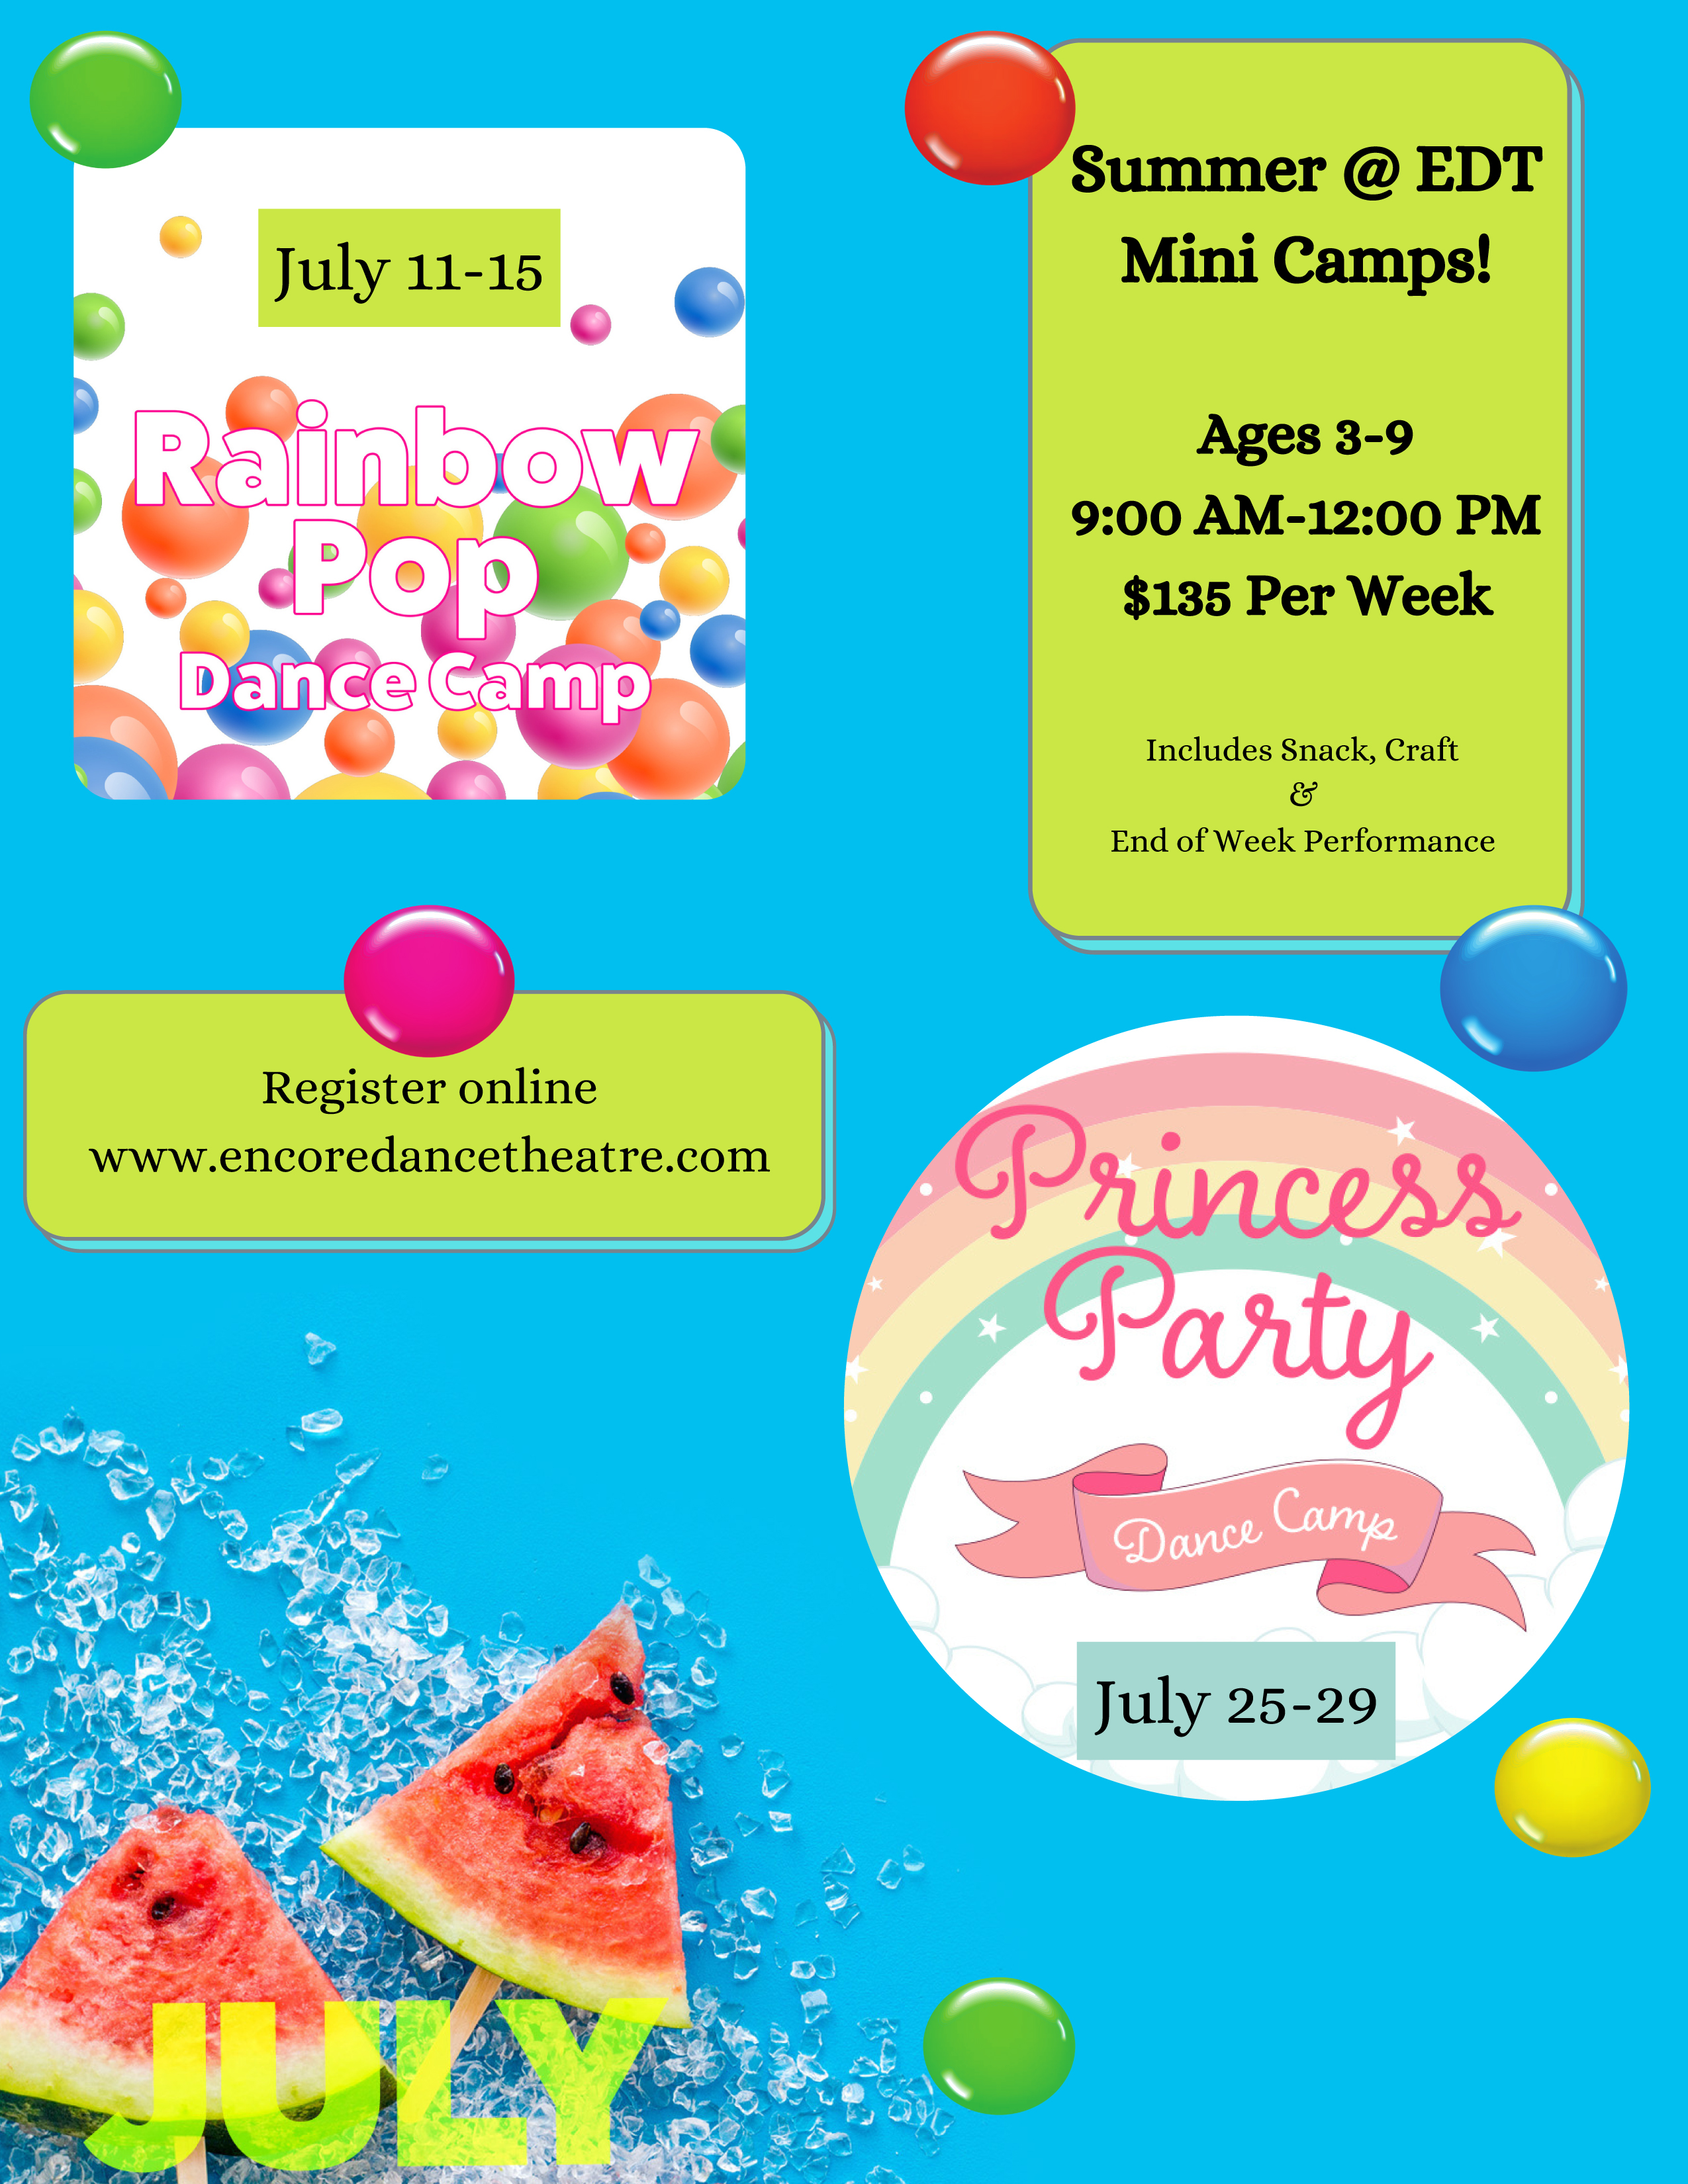 July 11-15
Rainbow
Pop
Dance Camp
Summer @ EDT
Mini Camps!
Ages 3-9
9:00 AM-12:00 PM
$135 Per Week
Includes Snack, Craft
&
End of Week Performance
Register online
www.encoredancetheatre.com
Princess
Party
Dance Camp
July 25-29
JULY